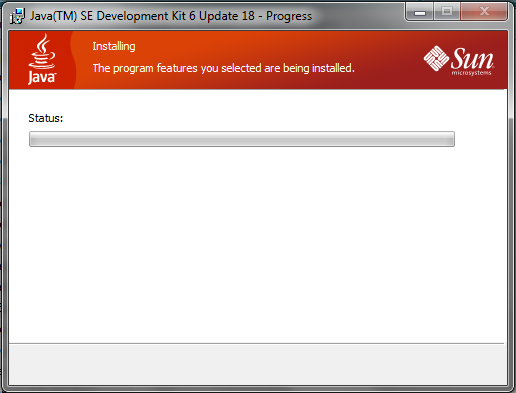 Java(TM) SE Development Kit 6 Update 18 - Progress
Installing
The program features you selected are being installed.
Java™
Sun
microsystems
Status: